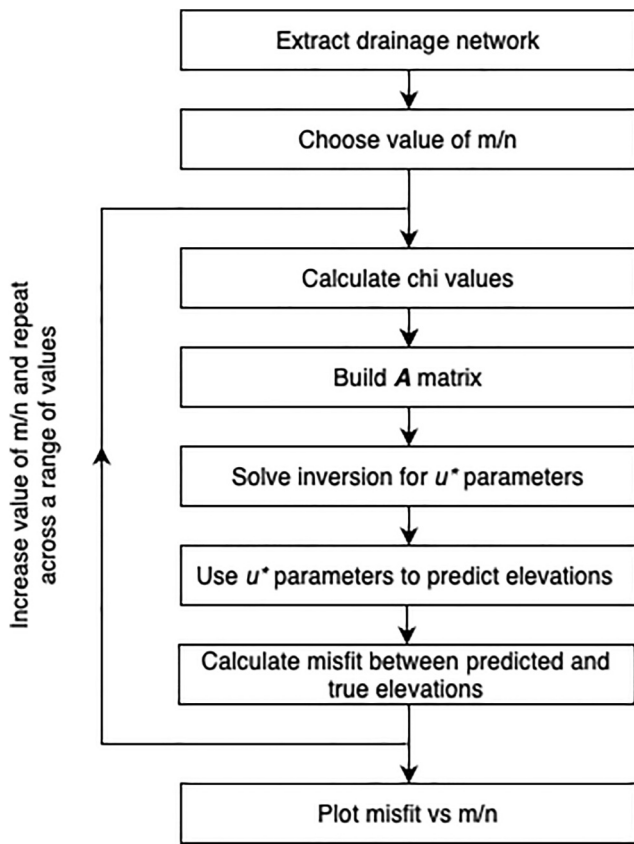 Extract drainage network
Choose value of m/n
Calculate chi values
Build A matrix
Solve inversion for u* parameters
Use u* parameters to predict elevations
Calculate misfit between predicted and
true elevations
Plot misfit vs m/n
Increase value of m/n and repeat
across a range of values